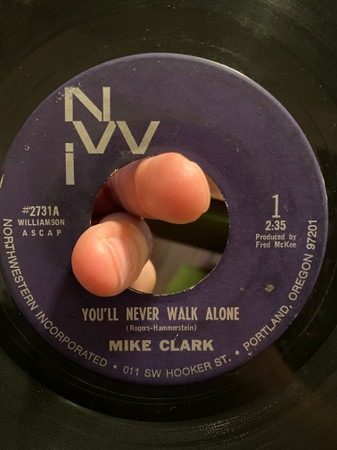 NWI
#2731A
WILLIAMSON
ASCAP
1
2:35
Produced by
Fred McKee
YOU'LL NEVER WALK ALONE
(Rogers-Hammerstein)
MIKE CLARK
NORTHWESTERN INCORPORATED • 011 SW HOOKER ST. • PORTLAND, OREGON 97201